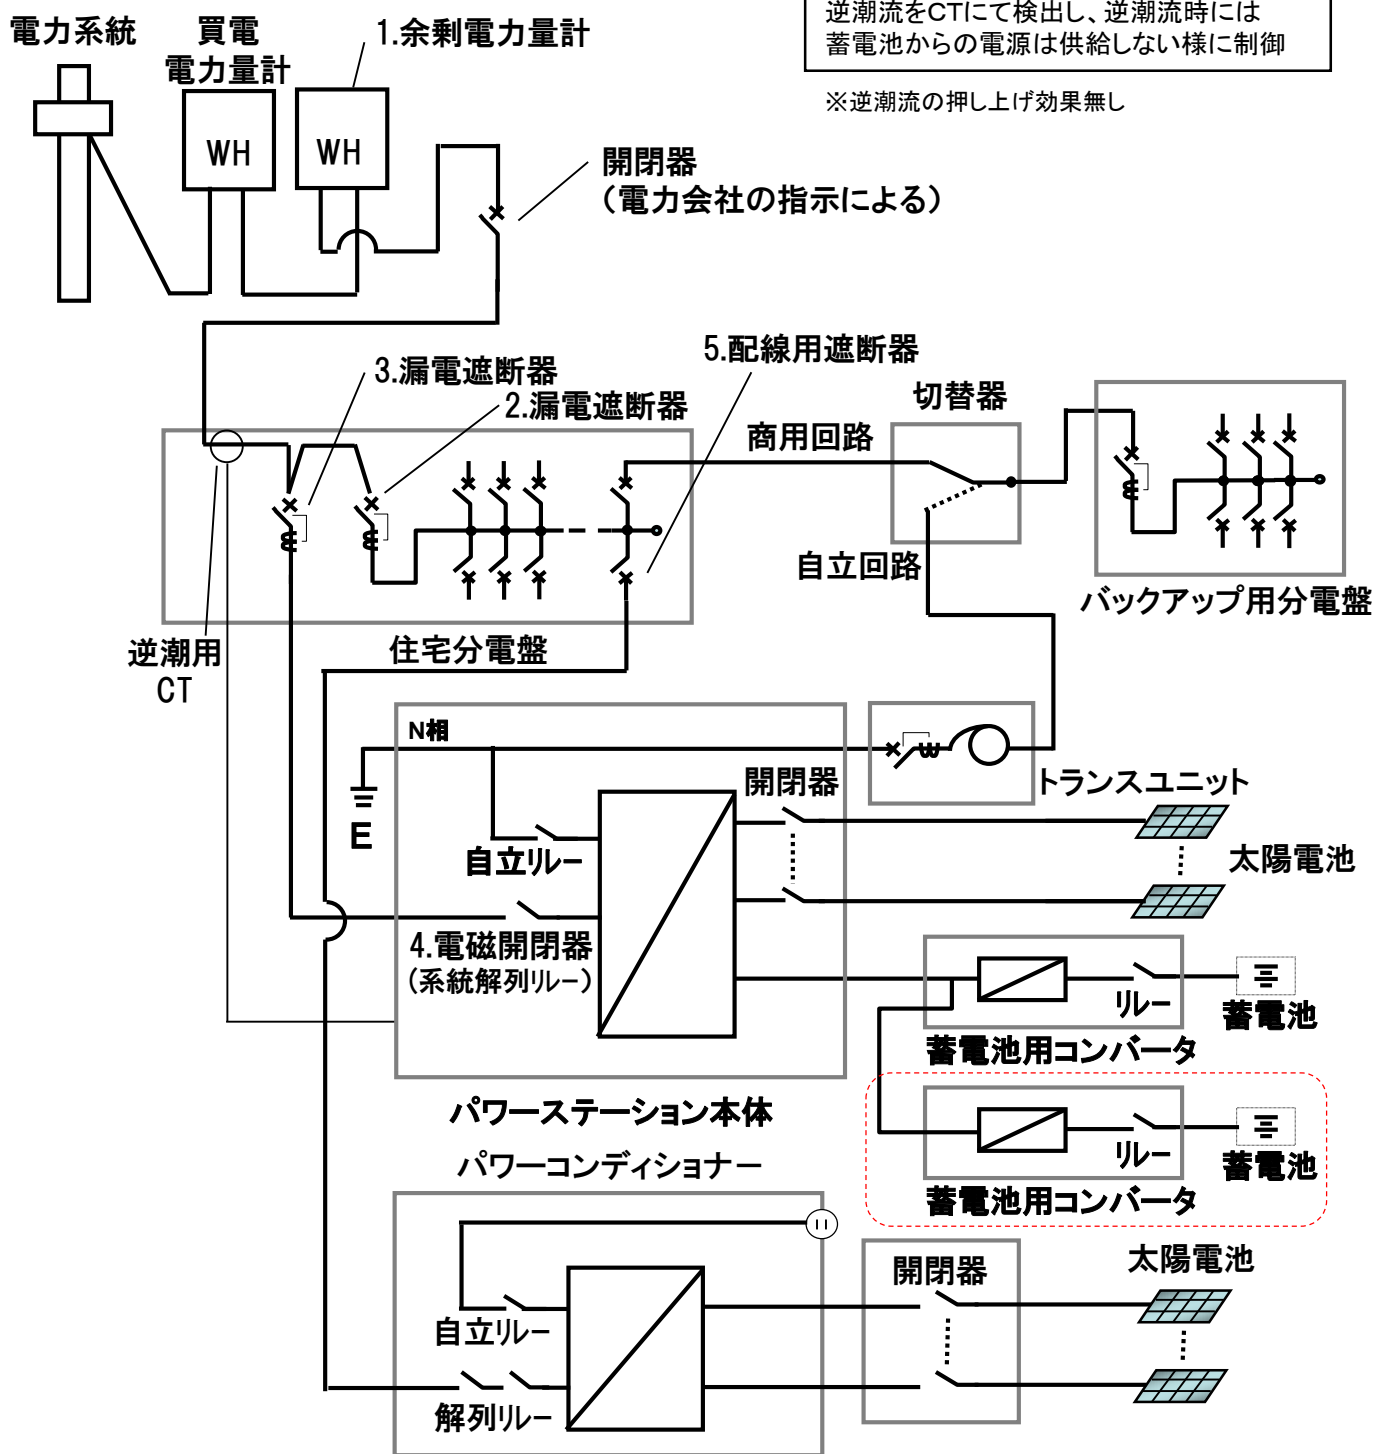 逆潮流をCTにて検出し、逆潮流時には
蓄電池からの電源は供給しない様に制御
※逆潮流の押し上げ効果無し
電力系統
買電
電力量計
1.余剰電力量計
WH
WH
開閉器
（電力会社の指示による）
3.漏電遮断器
2.漏電遮断器
5.配線用遮断器
商用回路
切替器
自立回路
バックアップ用分電盤
逆潮用
CT
住宅分電盤
N相
E
自立リレー
開閉器
トランスユニット
太陽電池
4.電磁開閉器
（系統解列リレー）
リレー
蓄電池
蓄電池用コンバータ
パワーステーション本体
リレー
蓄電池
蓄電池用コンバータ
パワーコンディショナー
自立リレー
解列リレー
開閉器
太陽電池